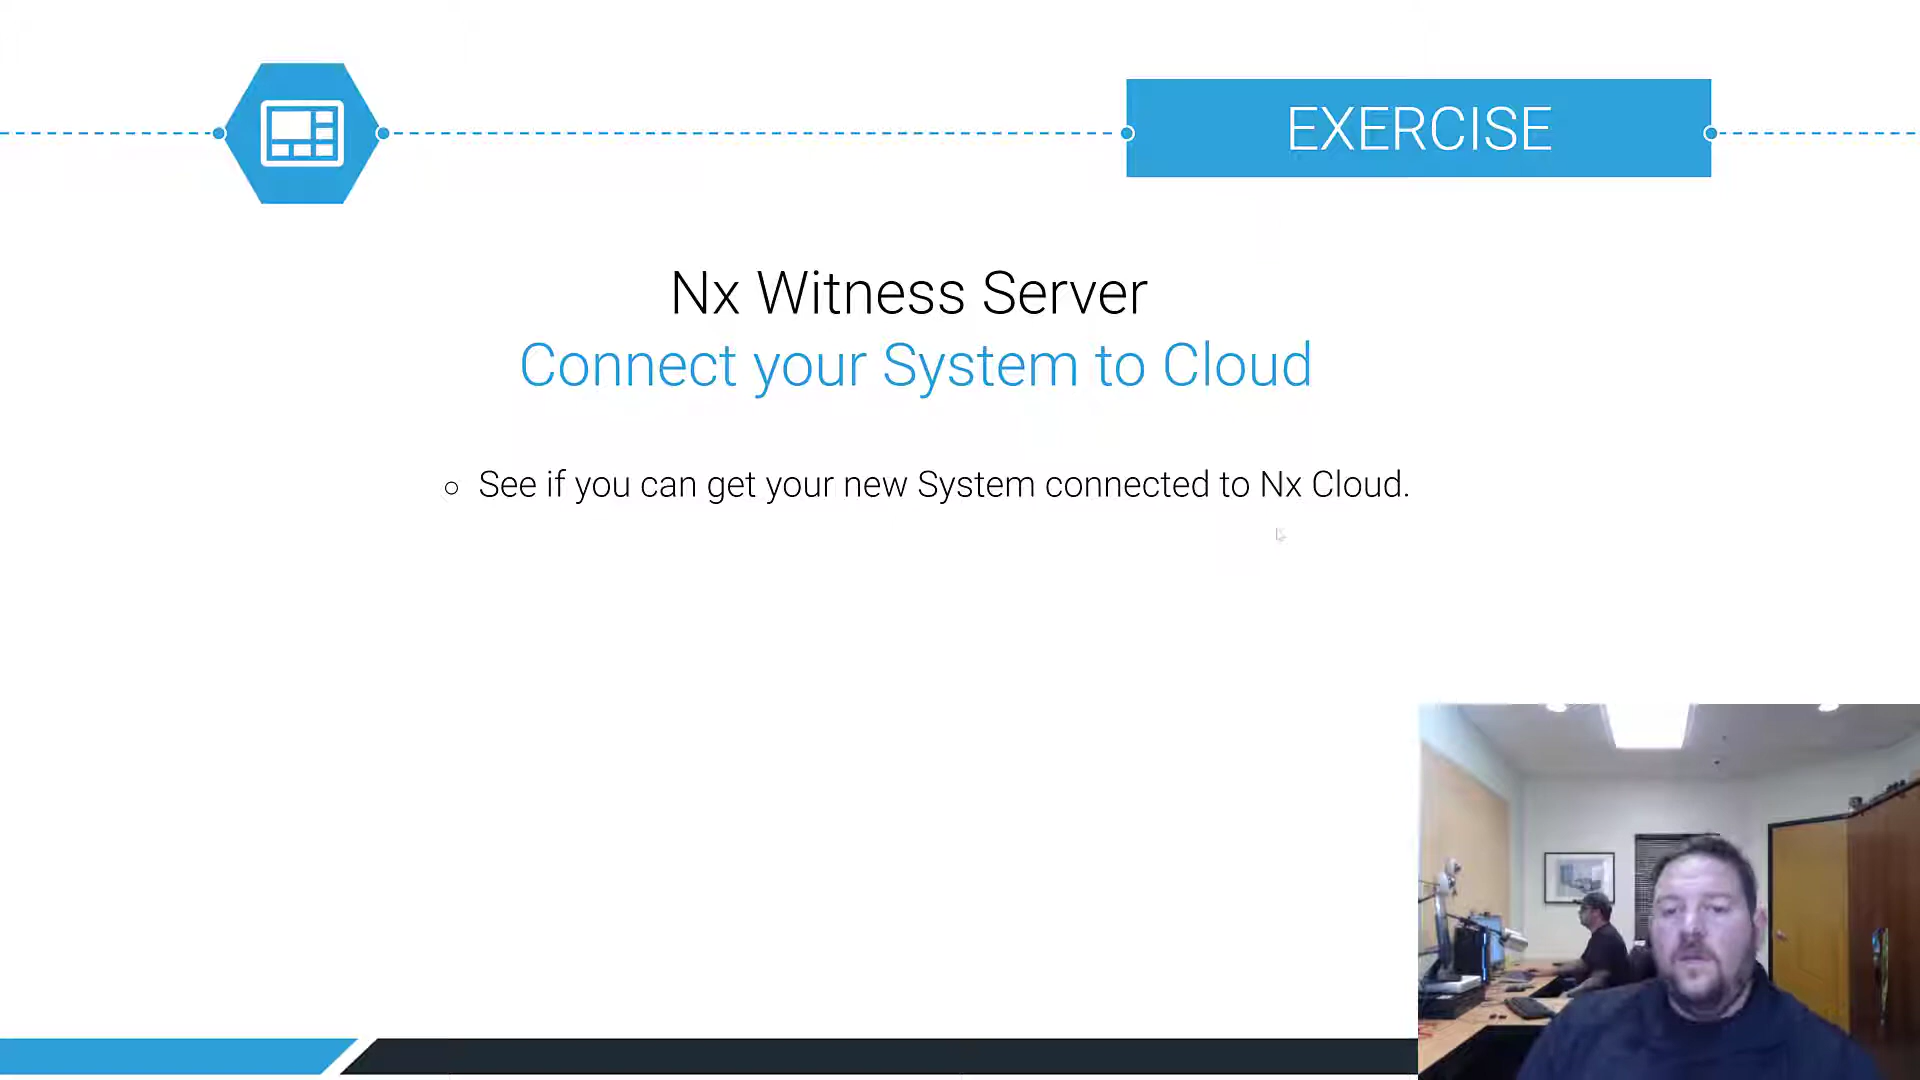 EXERCISE
Nx Witness Server
Connect your System to Cloud
See if you can get your new System connected to Nx Cloud.